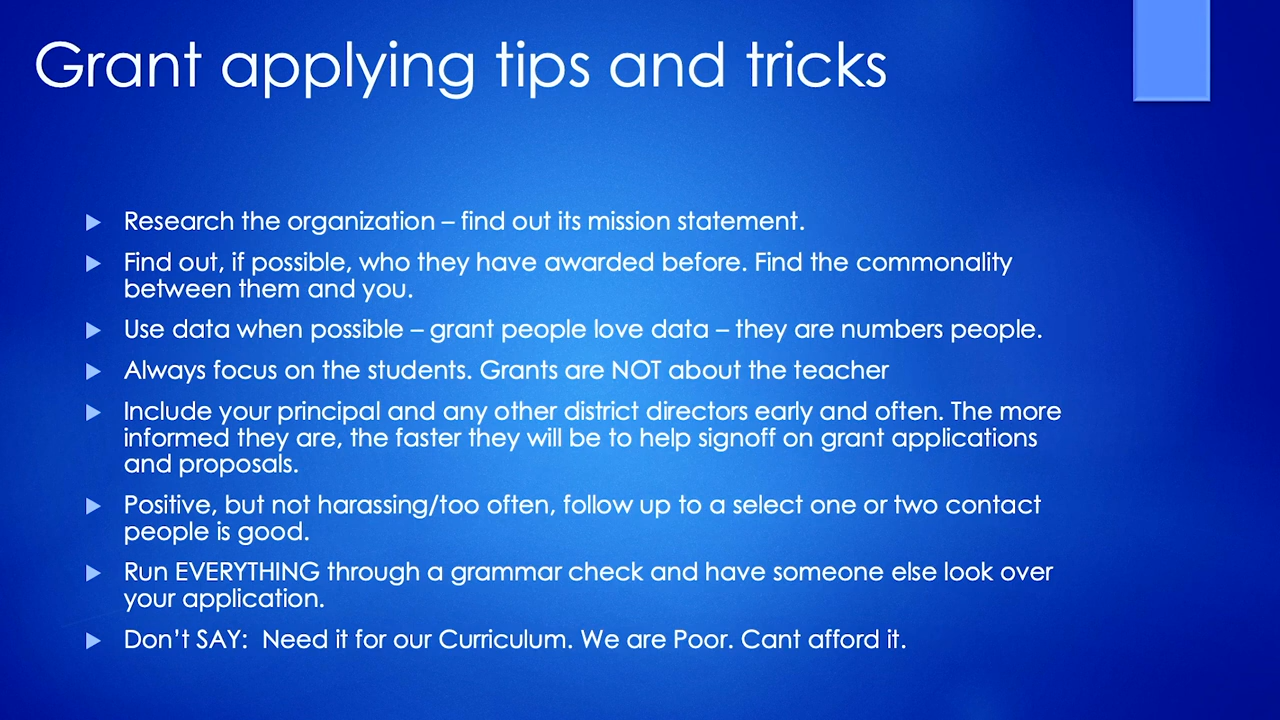 Grant applying tips and tricks
Research the organization – find out its mission statement.
Find out, if possible, who they have awarded before. Find the commonality
between them and you.
Use data when possible – grant people love data – they are numbers people.
Always focus on the students. Grants are NOT about the teacher
Include your principal and any other district directors early and often. The more
informed they are, the faster they will be to help signoff on grant applications
and proposals.
Positive, but not harassing/too often, follow up to a select one or two contact
people is good.
Run EVERYTHING through a grammar check and have someone else look over
your application.
Don’t SAY:  Need it for our Curriculum. We are Poor. Cant afford it.